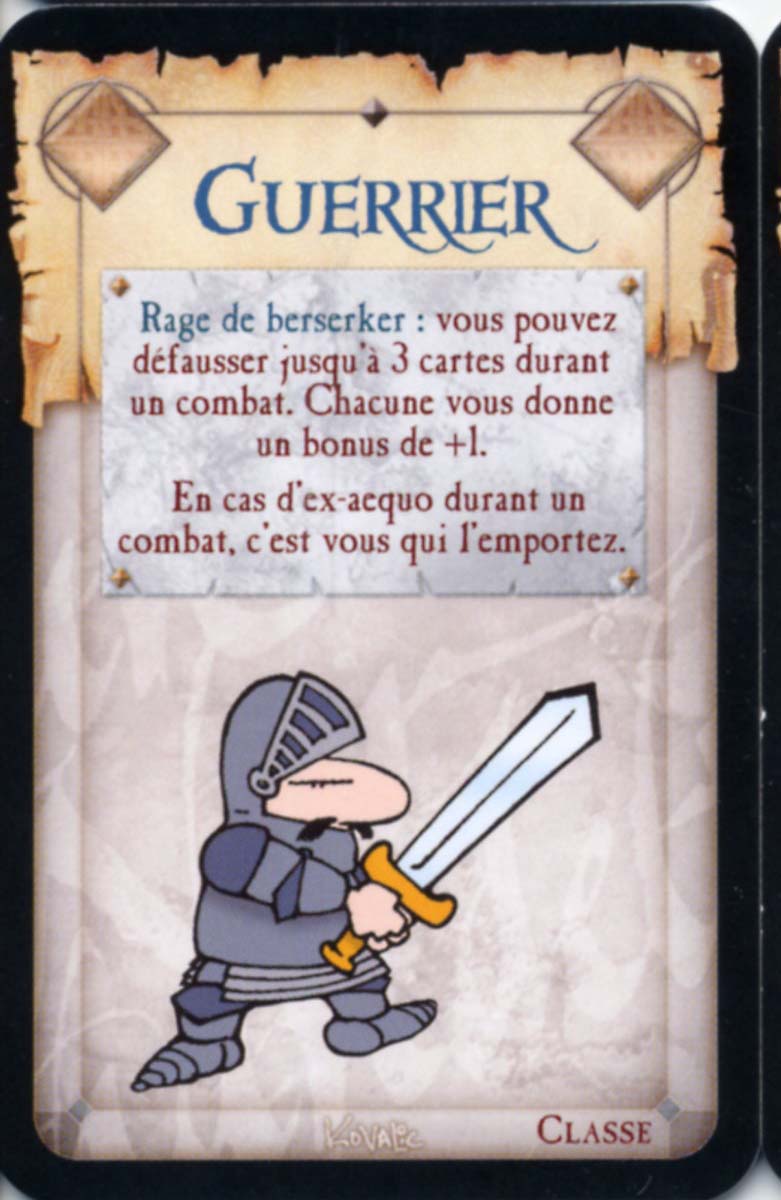 Guerrier
Rage de berserker : vous pouvez
défausser jusqu'à 3 cartes durant
un combat. Chacune vous donne
un bonus de +1.
En cas d'ex-aequo durant un
combat, c'est vous qui l'emportez.
Kovalic
Classe